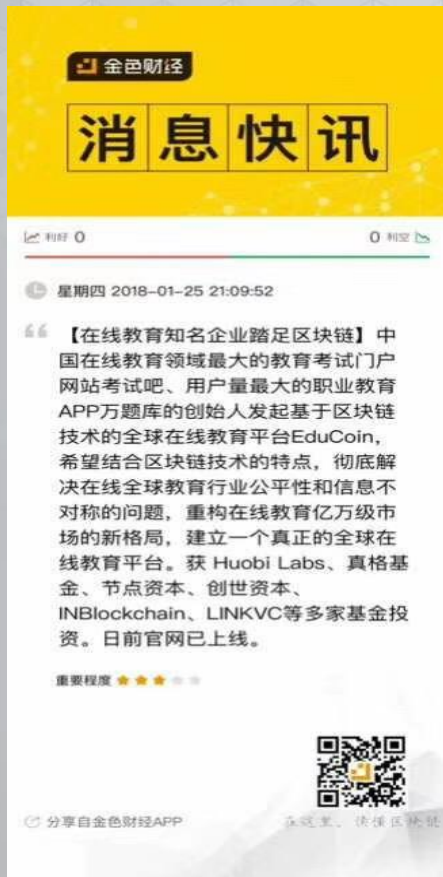 金色财经
消息快讯
利好 0
0 利空
星期四 2018-01-25 21:09:52
【在线教育知名企业踏足区块链】中
国在线教育领域最大的教育考试门户
网站考试吧、用户量最大的职业教育
APP万题库的创始人发起基于区块链
技术的全球在线教育平台EduCoin,
希望结合区块链技术的特点，彻底解
决在线全球教育行业公平性和信息不
对称的问题，重构在线教育亿万级市
场的新格局，建立一个真正的全球在
线教育平台。获 Huobi Labs、真格基
金、节点资本、创世资本、
INBlockchain、LINKVC等多家基金投
资。日前官网已上线。
重要程度
分享自金色财经APP
在这里，读懂区块链